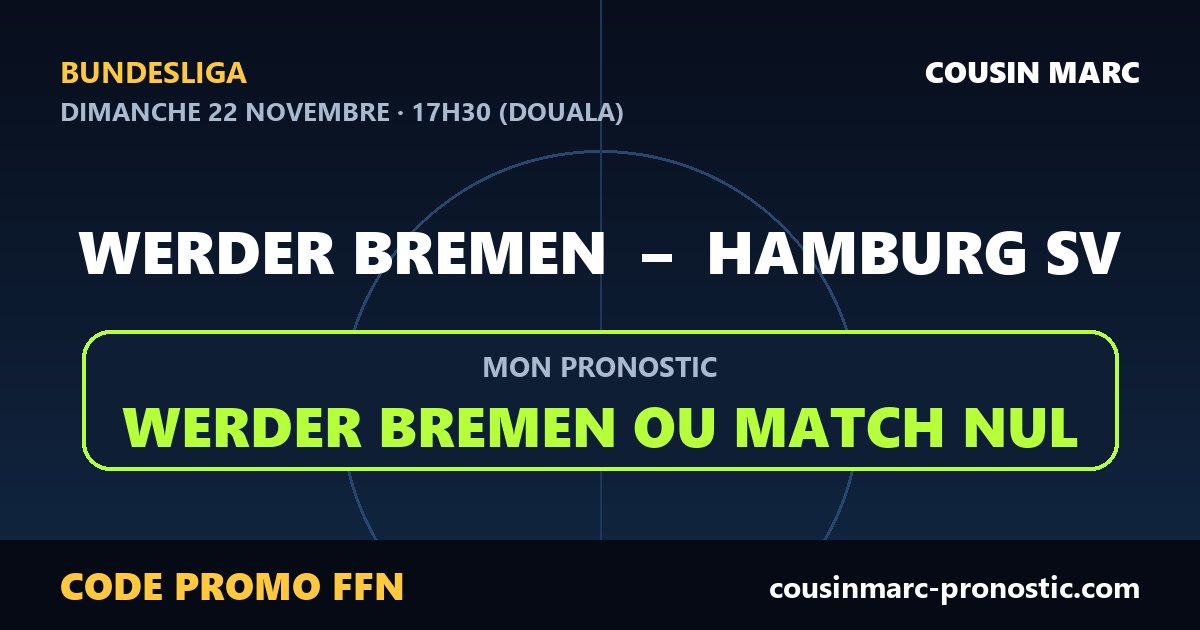 BUNDESLIGA
COUSIN MARC
DIMANCHE 22 NOVEMBRE · 17H30 (DOUALA)
WERDER BREMEN – HAMBURG SV
MON PRONOSTIC
WERDER BREMEN OU MATCH NUL
CODE PROMO FFN
cousinmarc-pronostic.com